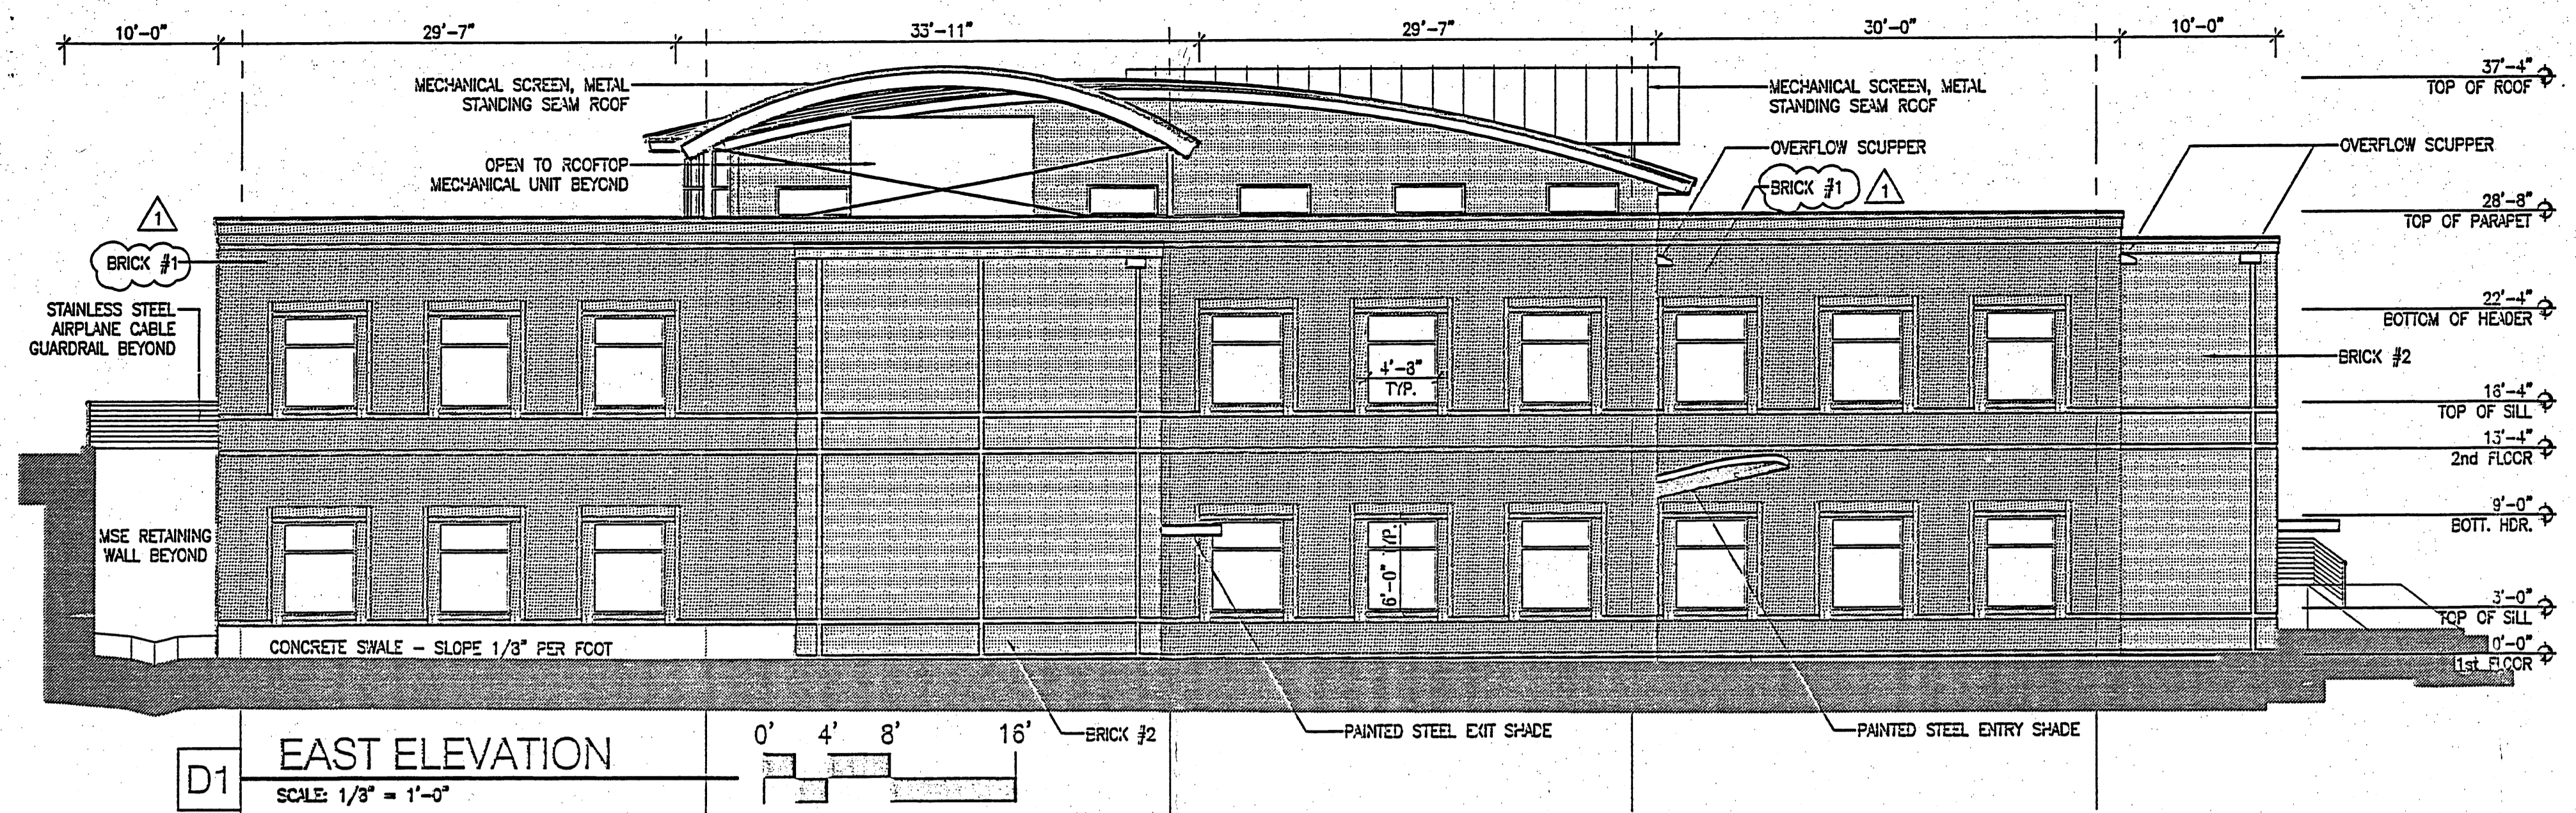 10'-0"
29'-7"
33'-11"
29'-7"
30'-0"
10'-0"
MECHANICAL SCREEN, METAL
STANDING SEAM ROOF
MECHANICAL SCREEN, METAL
STANDING SEAM ROOF
37'-4"
TOP OF ROOF
OPEN TO ROOFTOP
MECHANICAL UNIT BEYOND
OVERFLOW SCUPPER
BRICK #1
1
OVERFLOW SCUPPER
28'-8"
TOP OF PARAPET
1
BRICK #1
STAINLESS STEEL
AIRPLANE CABLE
GUARDRAIL BEYOND
22'-4"
BOTTOM OF HEADER
BRICK #2
4'-8"
TYP.
16'-4"
TOP OF SILL
13'-4"
2nd FLOOR
9'-0"
BOTT. HDR.
MSE RETAINING
WALL BEYOND
6'-0" TYP.
3'-0"
TOP OF SILL
CONCRETE SWALE - SLOPE 1/8" PER FOOT
0'-0"
1st FLOOR
BRICK #2
PAINTED STEEL EXIT SHADE
PAINTED STEEL ENTRY SHADE
D1
EAST ELEVATION
SCALE: 1/8" = 1'-0"
0' 4' 8' 16'